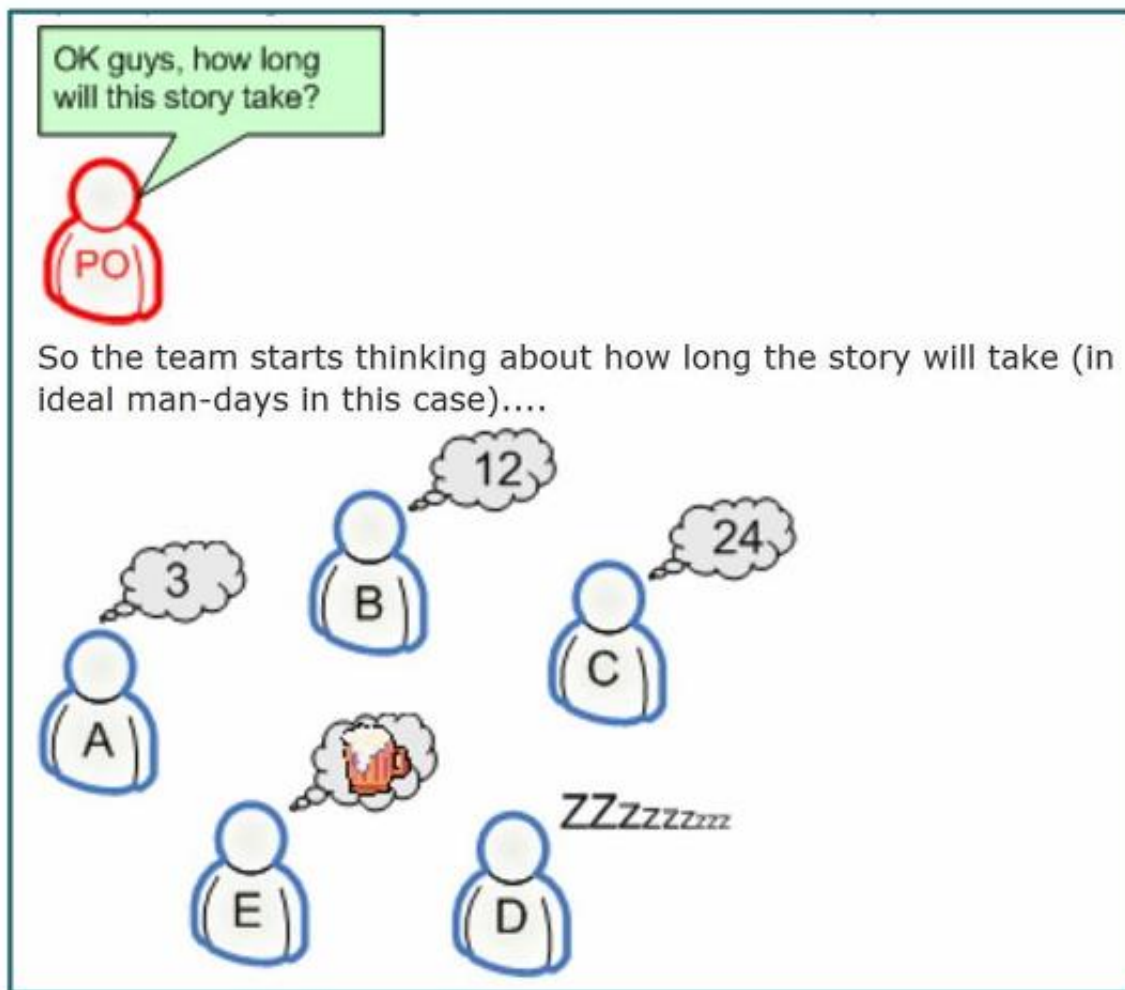 OK guys, how long
will this story take?
PO
So the team starts thinking about how long the story will take (in
ideal man-days in this case)....
12
24
3
B
C
A
ZZzzzzzzz
E
D